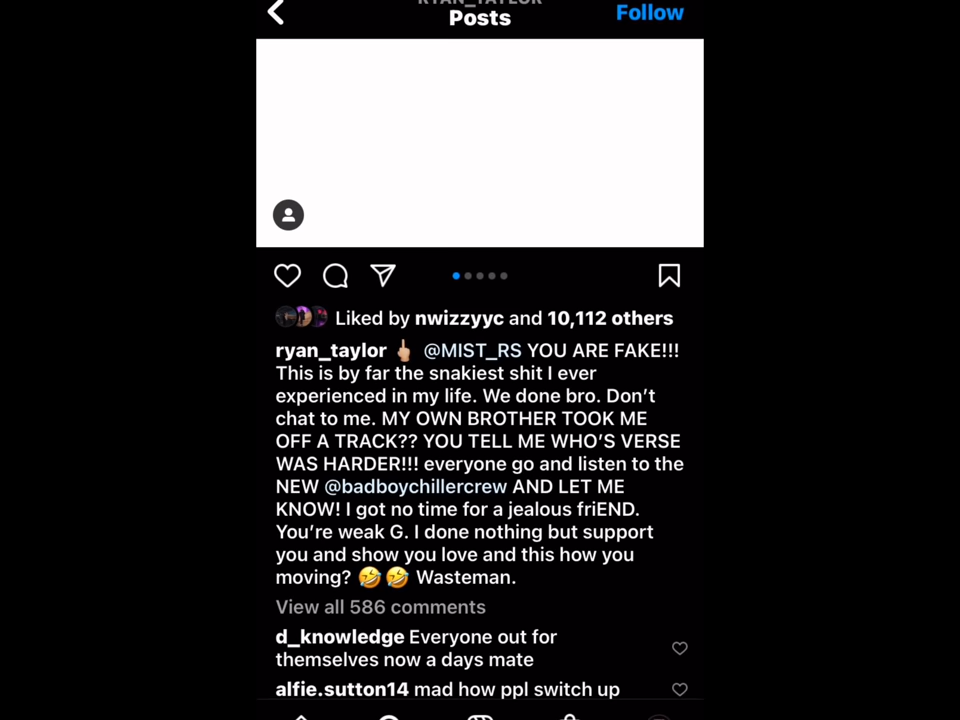 RYAN_TAYLOR
Posts
Follow
Liked by nwizzyyc and 10,112 others
ryan_taylor 🖕🏼 @MIST_RS YOU ARE FAKE!!!
This is by far the snakiest shit I ever
experienced in my life. We done bro. Don't
chat to me. MY OWN BROTHER TOOK ME
OFF A TRACK?? YOU TELL ME WHO'S VERSE
WAS HARDER!!! everyone go and listen to the
NEW @badboychillercrew AND LET ME
KNOW! I got no time for a jealous friEND.
You're weak G. I done nothing but support
you and show you love and this how you
moving? 🤣🤣 Wasteman.
View all 586 comments
d_knowledge Everyone out for
themselves now a days mate
alfie.sutton14 mad how ppl switch up